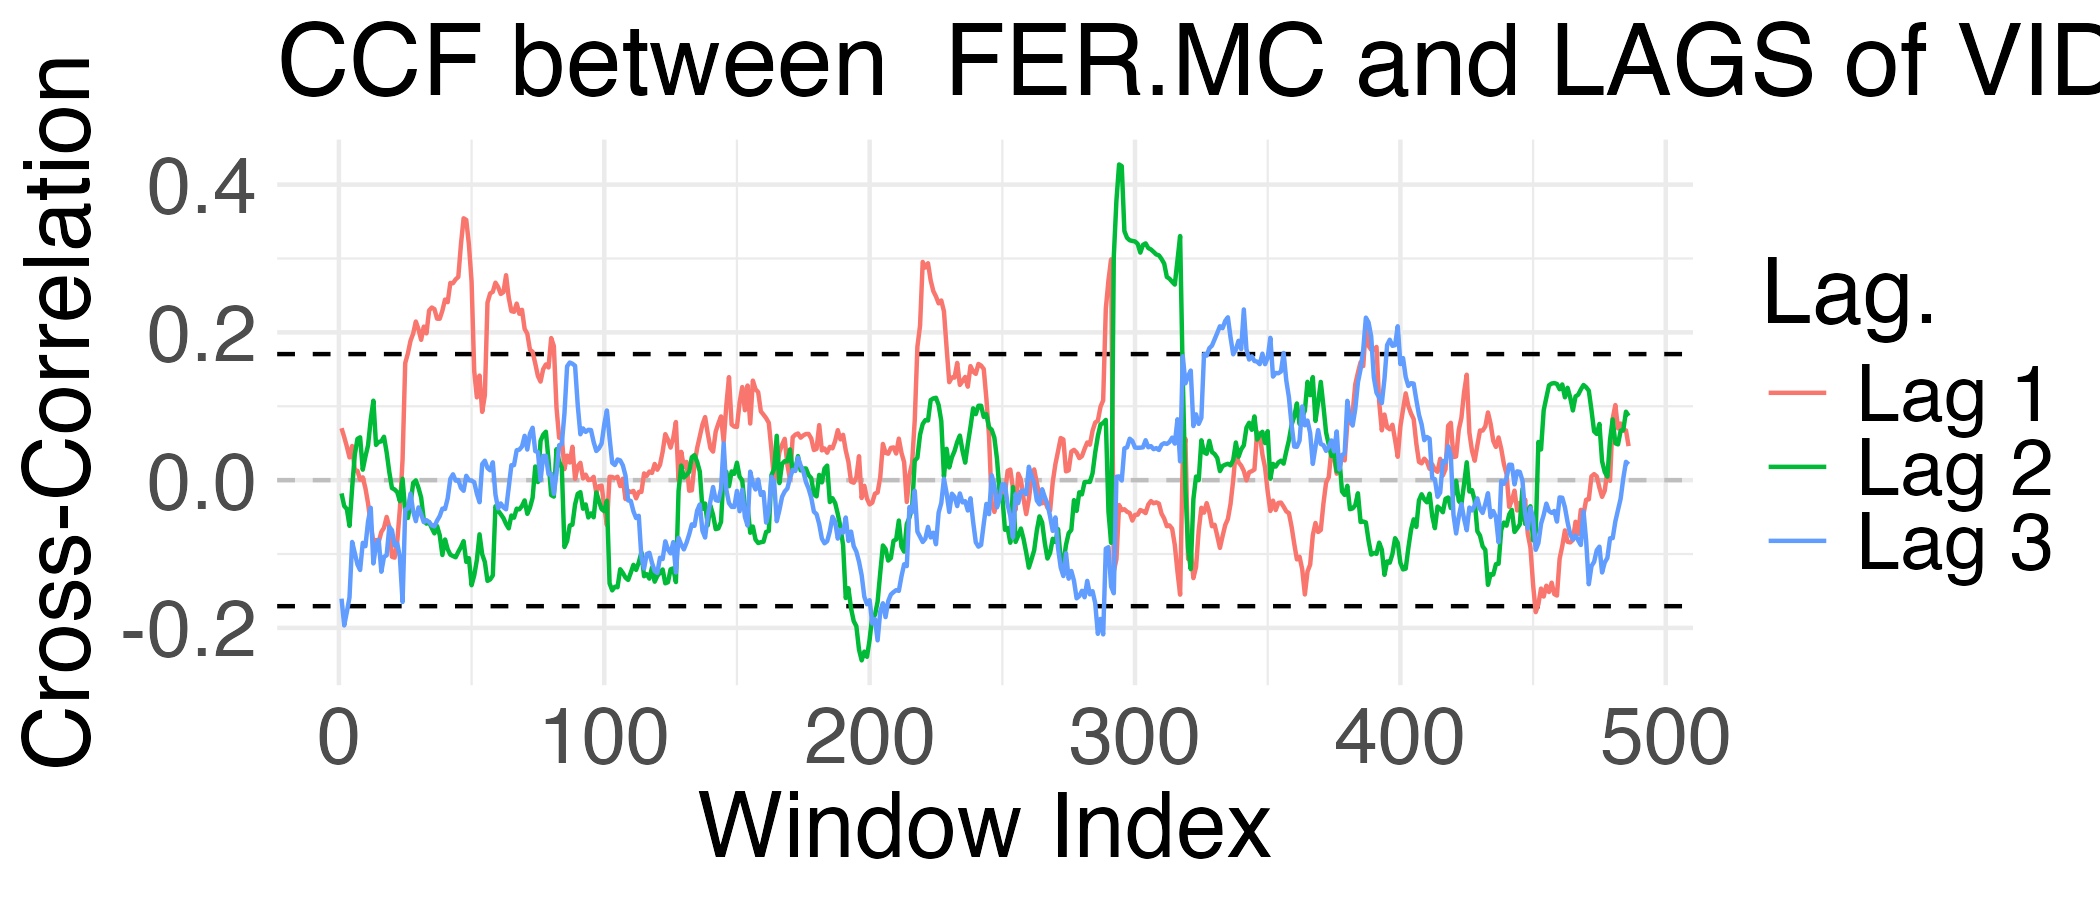 CCF between  FER.MC and LAGS of VID
Cross-Correlation
0.4
0.2
0.0
-0.2
0 100 200 300 400 500
Window Index
Lag.
Lag 1
Lag 2
Lag 3